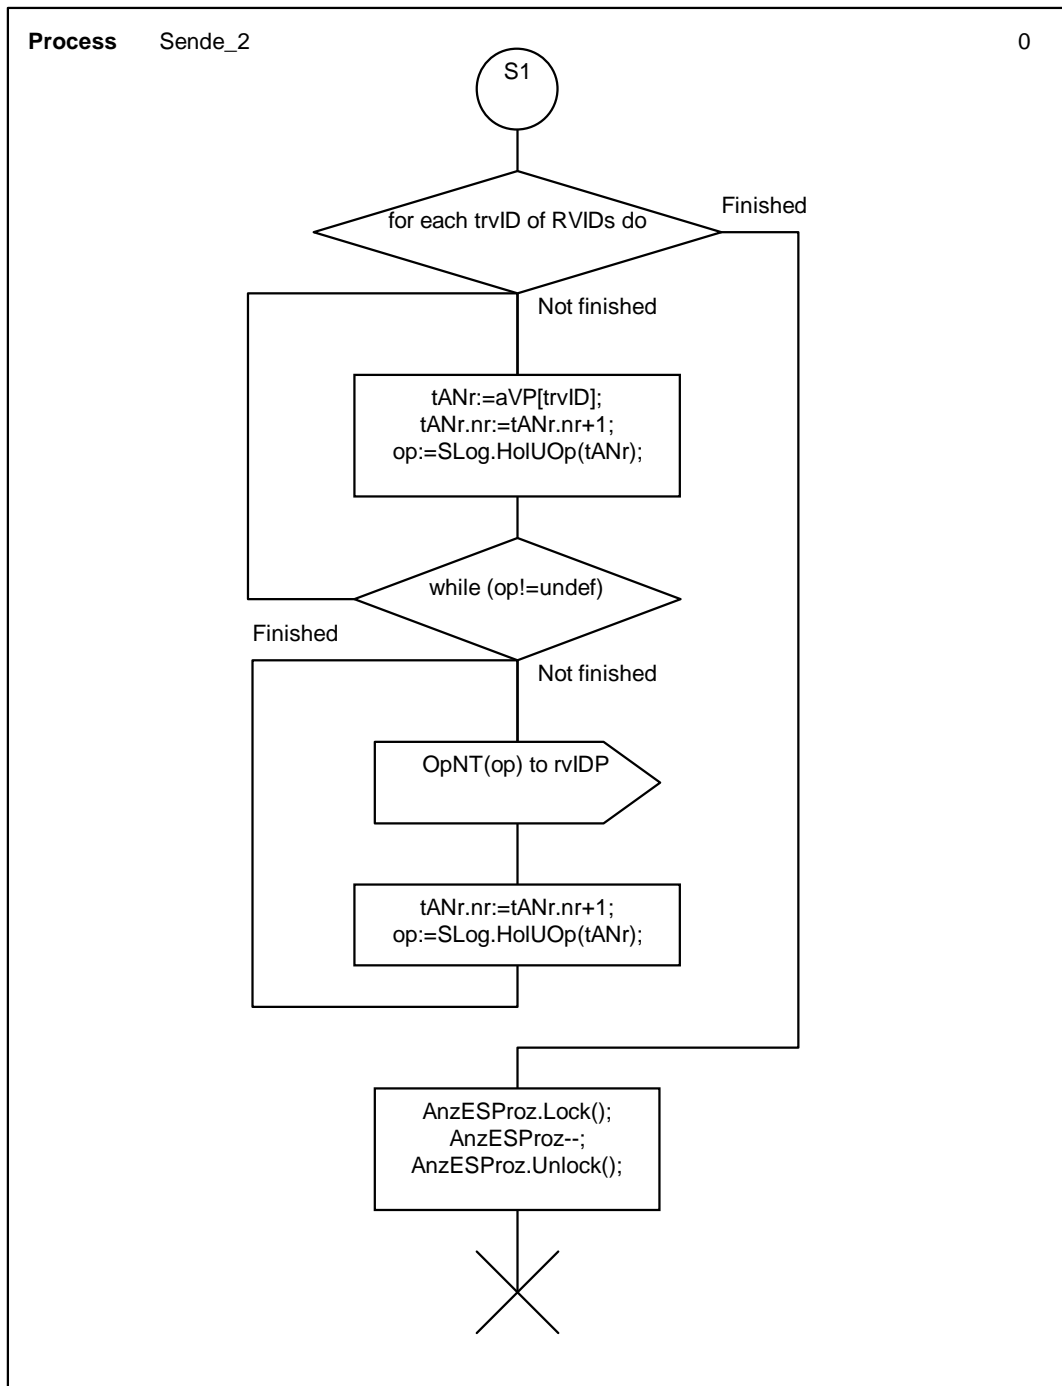 Process Sende_2 0
S1
for each trvID of RVIDs do
Finished
Not finished
tANr:=aVP[trvID];
tANr.nr:=tANr.nr+1;
op:=SLog.HolUOp(tANr);
while (op!=undef)
Finished
Not finished
OpNT(op) to rvIDP
tANr.nr:=tANr.nr+1;
op:=SLog.HolUOp(tANr);
AnzESProz.Lock();
AnzESProz--;
AnzESProz.Unlock();